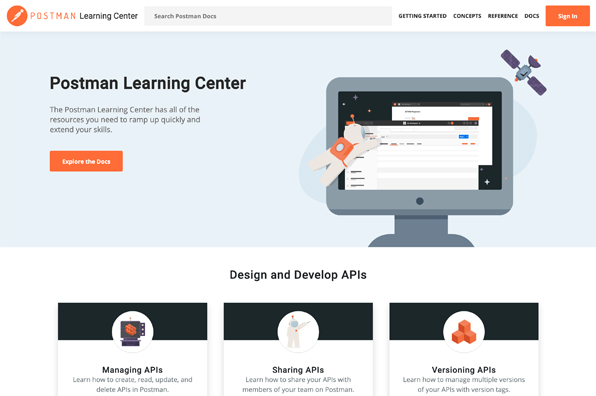 POSTMAN Learning Center
Search Postman Docs
GETTING STARTED CONCEPTS REFERENCE DOCS
Sign In
Postman Learning Center
The Postman Learning Center has all of the
resources you need to ramp up quickly and
extend your skills.
Explore the Docs
Design and Develop APIs
Managing APIs
Learn how to create, read, update, and
delete APIs in Postman.
Sharing APIs
Learn how to share your APIs with
members of your team on Postman.
Versioning APIs
Learn how to manage multiple versions
of your APIs with version tags.